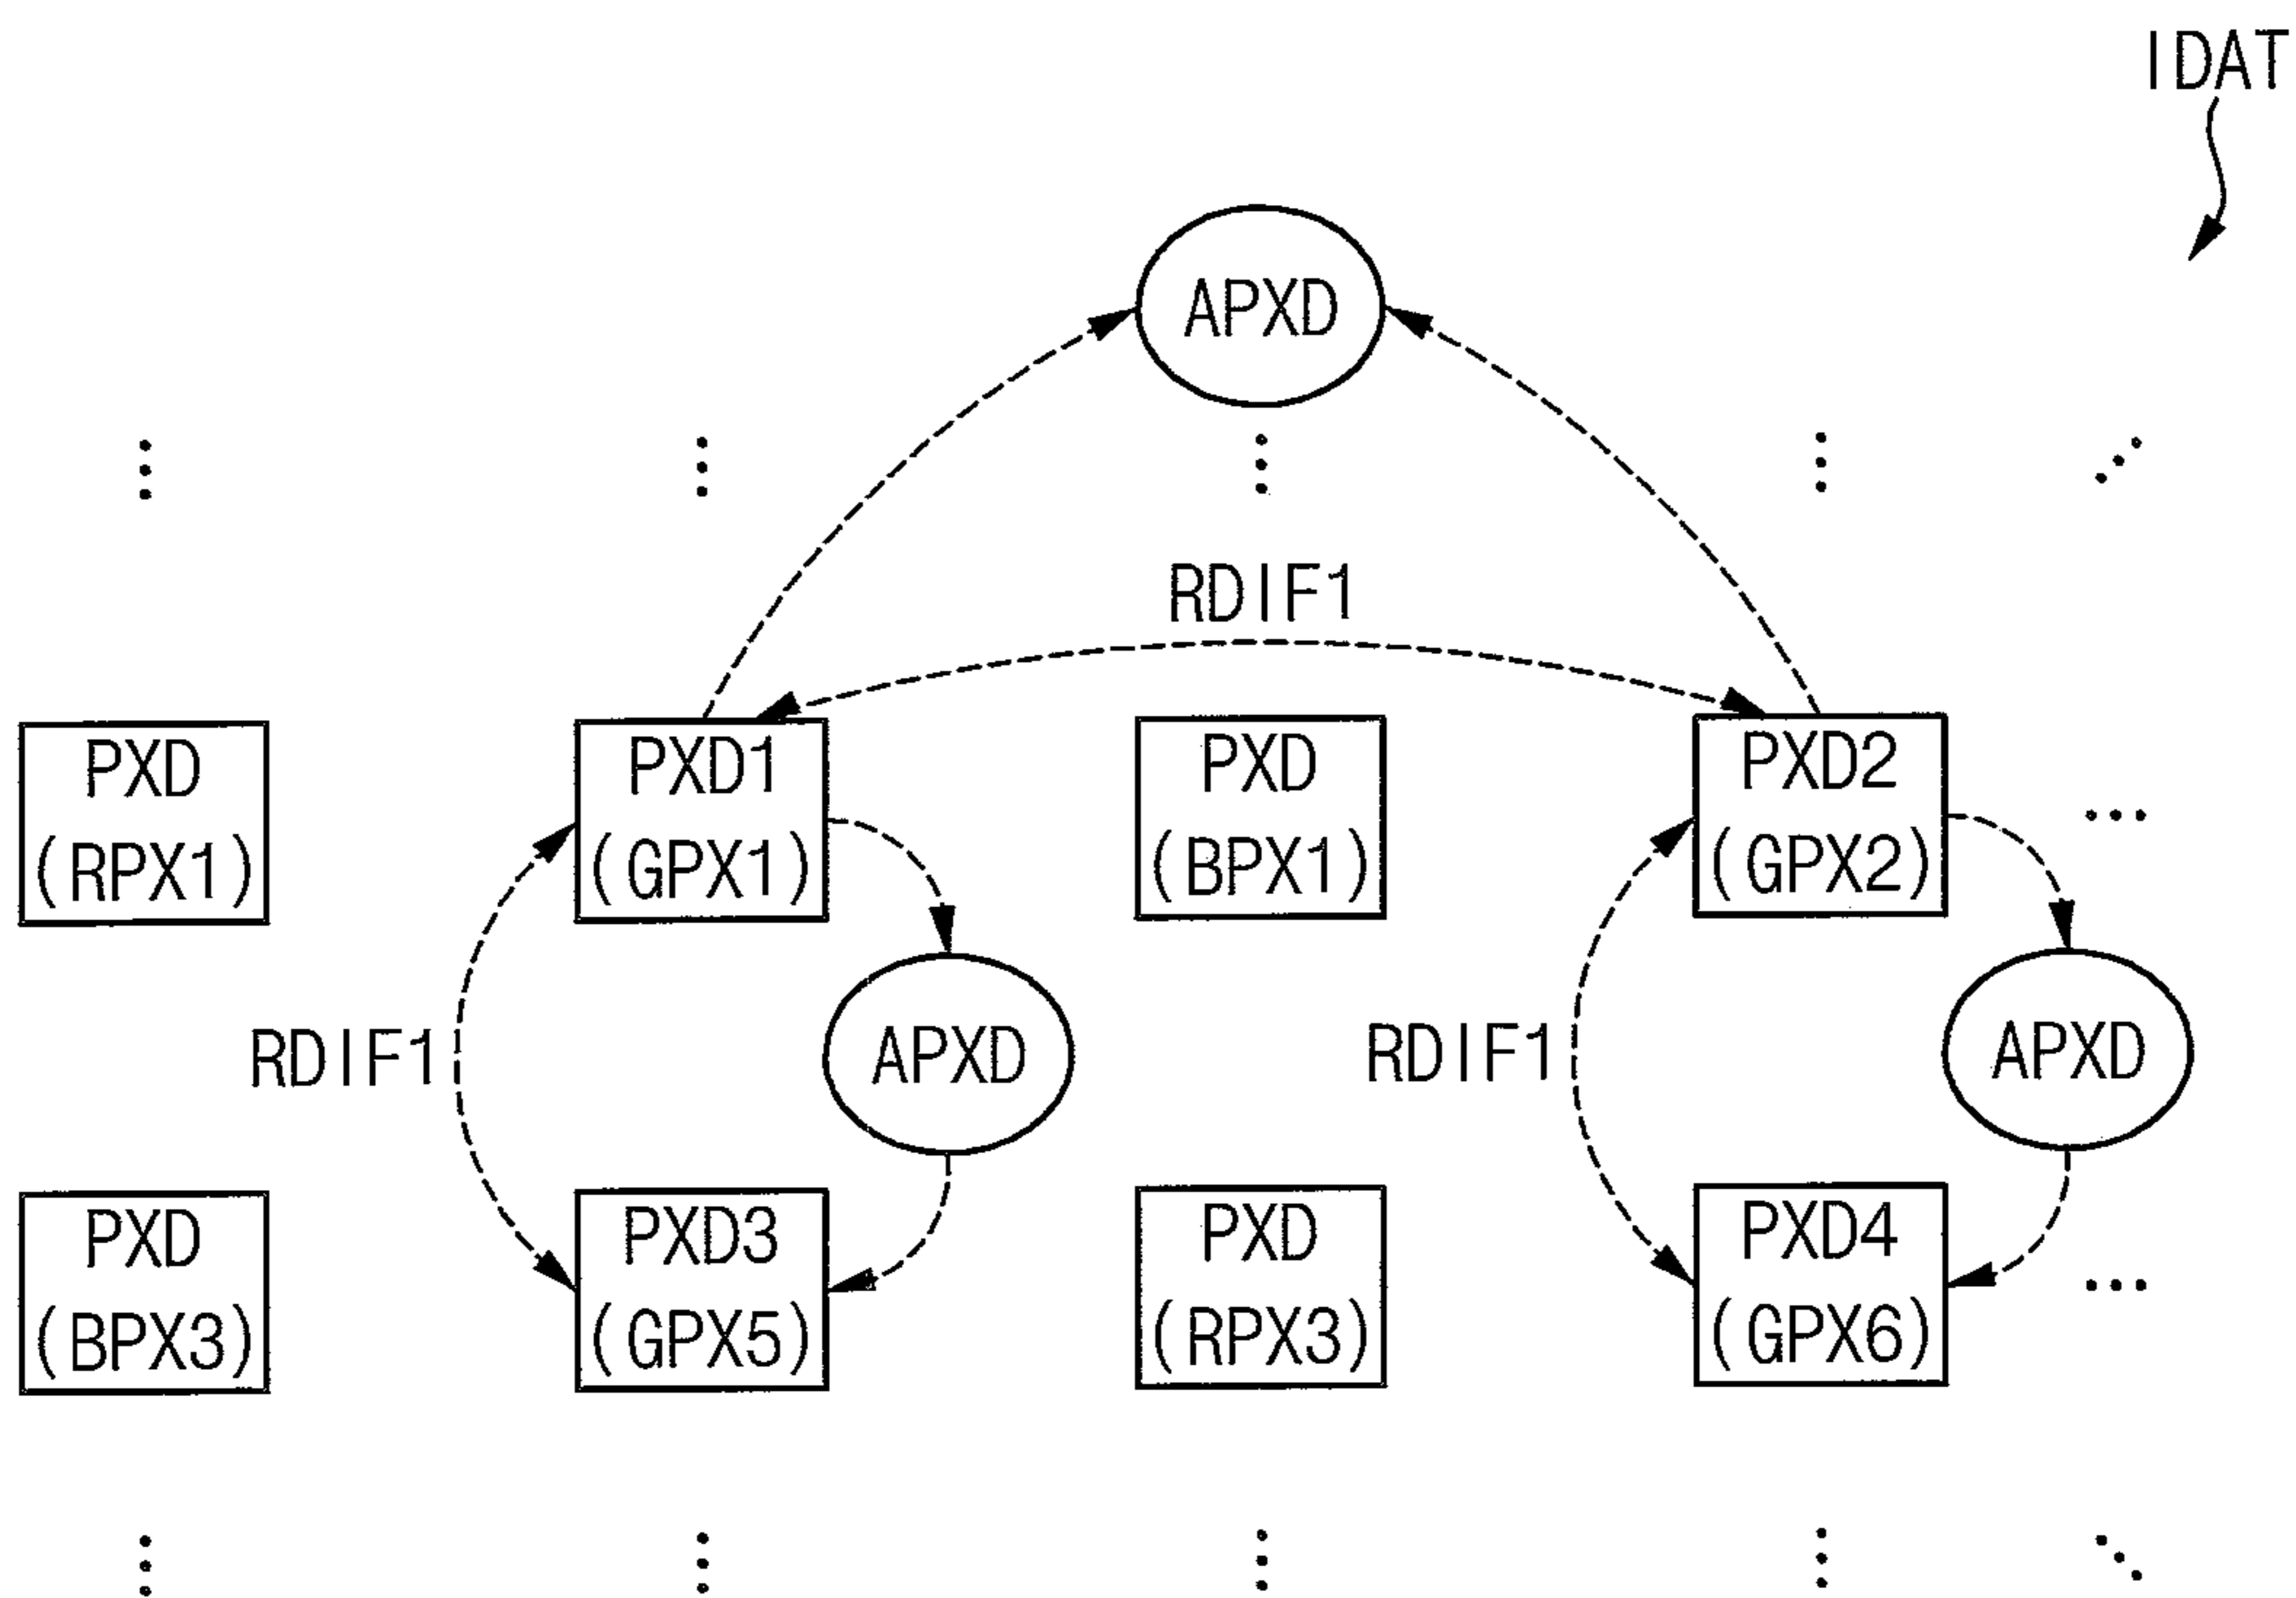 IDAT
APXD
RDIF1
PXD
(RPX1)
PXD1
(GPX1)
PXD
(BPX1)
PXD2
(GPX2)
RDIF1
APXD
RDIF1
APXD
PXD
(BPX3)
PXD3
(GPX5)
PXD
(RPX3)
PXD4
(GPX6)